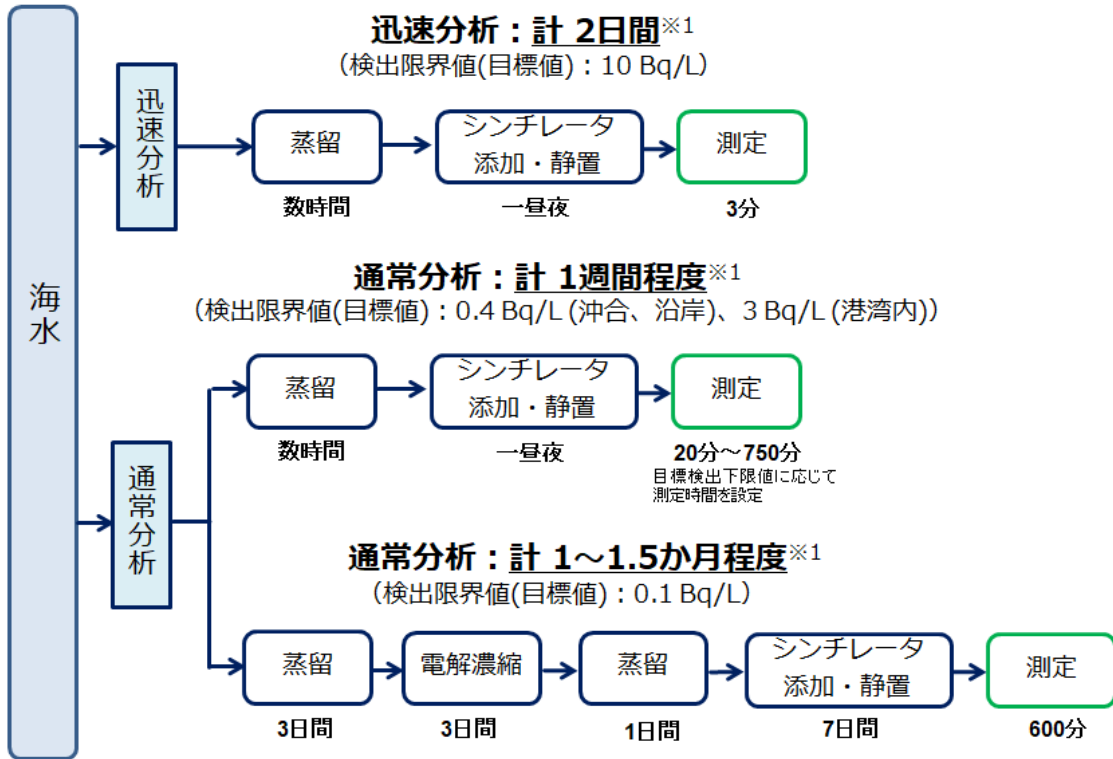 海水
迅速分析：計 2日間※1
（検出限界値(目標値)：10 Bq/L）
迅速分析
蒸留
シンチレータ
添加・静置
測定
数時間
一昼夜
3分
通常分析：計 1週間程度※1
（検出限界値(目標値)：0.4 Bq/L (沖合、沿岸)、3 Bq/L (港湾内)）
通常分析
蒸留
シンチレータ
添加・静置
測定
数時間
一昼夜
20分～750分
目標検出下限値に応じて
測定時間を設定
通常分析：計 1～1.5か月程度※1
（検出限界値(目標値)：0.1 Bq/L）
蒸留
電解濃縮
蒸留
シンチレータ
添加・静置
測定
3日間
3日間
1日間
7日間
600分